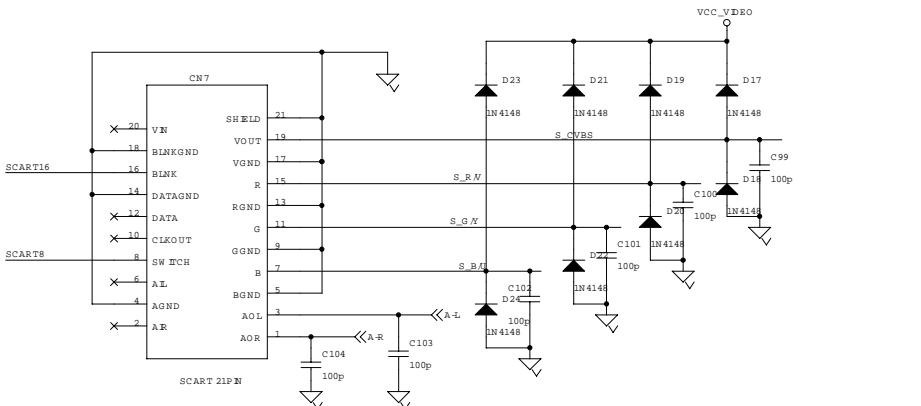 VCC_VIDEO
CN7
D23
D21
D19
D17
1N4148
1N4148
1N4148
1N4148
20 VIN
SHIELD 21
18 BLNKGND
VOUT 19
S_CVBS
SCART16
16 BLNK
VGND 17
C99
100p
14 DATAGND
R 15
S_R/V
D18
1N4148
C100
100p
12 DATA
RGND 13
D20
1N4148
10 CLKOUT
G 11
S_G/Y
SCART8
8 SWITCH
GGND 9
C101
100p
D22
1N4148
6 AIL
B 7
S_B/U
4 AGND
BGND 5
C102
100p
D24
1N4148
2 AIR
AOL 3
A-L
AOR 1
A-R
C104
100p
C103
100p
SCART 21PIN